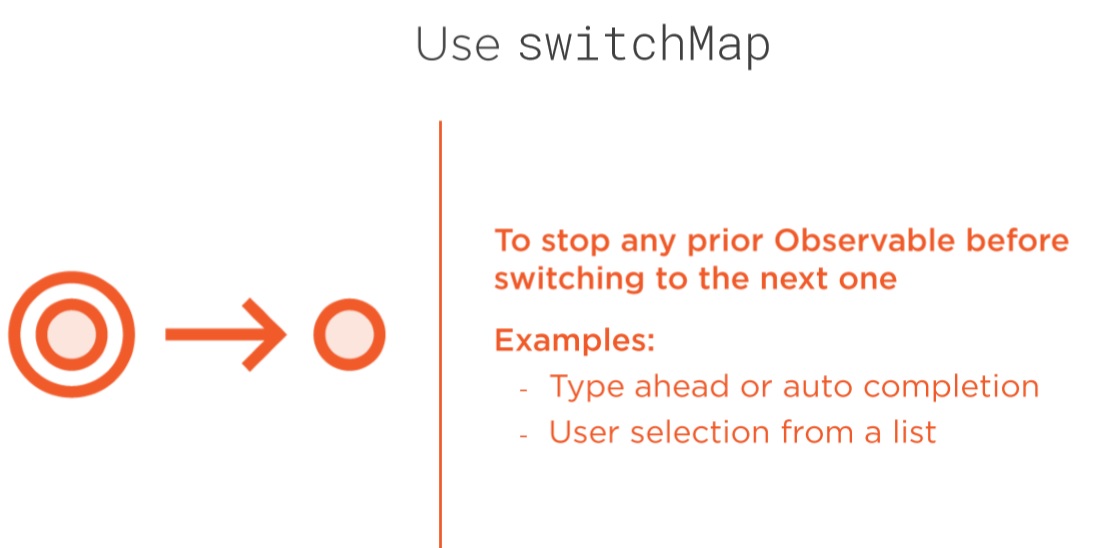 Use switchMap
To stop any prior Observable before
switching to the next one
Examples:
- Type ahead or auto completion
- User selection from a list